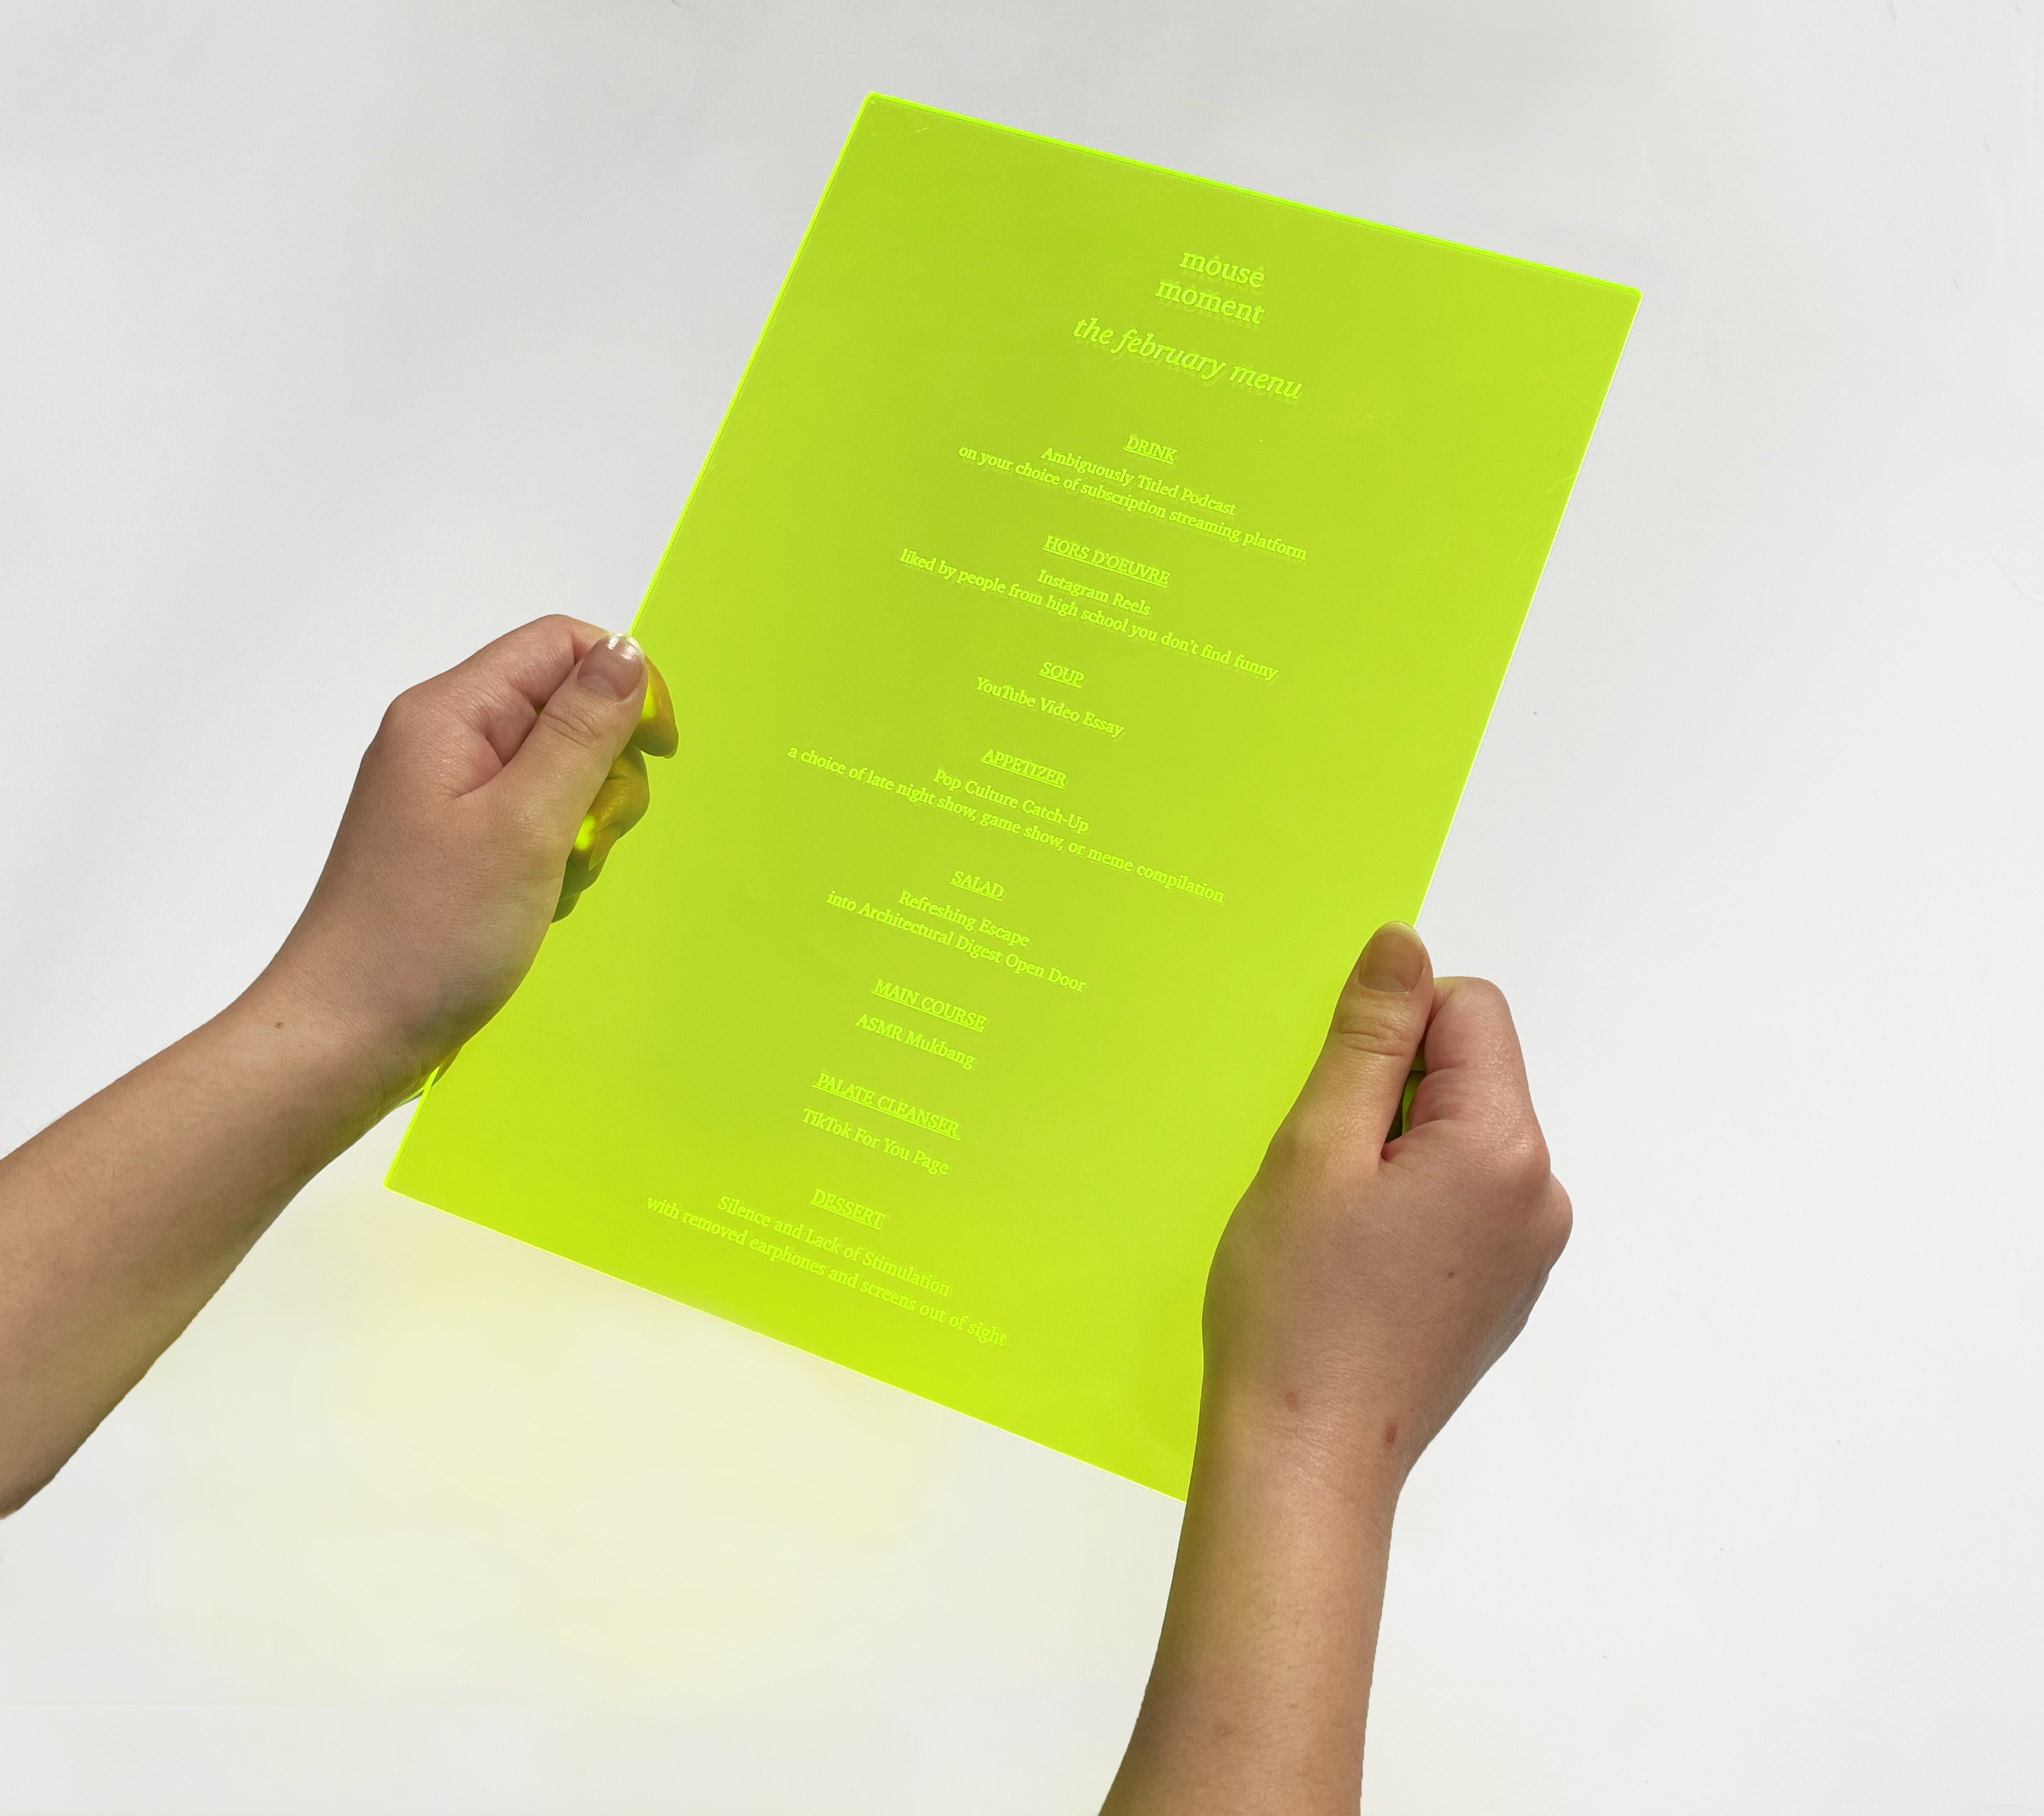 mouse
moment
the february menu
DRINK
Ambiguously Titled Podcast
on your choice of subscription streaming platform
HORS D'OEUVRE
Instagram Reels
liked by people from high school you don't find funny
SOUP
YouTube Video Essay
APPETIZER
Pop Culture Catch-Up
a choice of late night show, game show, or meme compilation
SALAD
Refreshing Escape
into Architectural Digest Open Door
MAIN COURSE
ASMR Mukbang
PALATE CLEANSER
TikTok For You Page
DESSERT
Silence and Lack of Stimulation
with removed earphones and screens out of sight